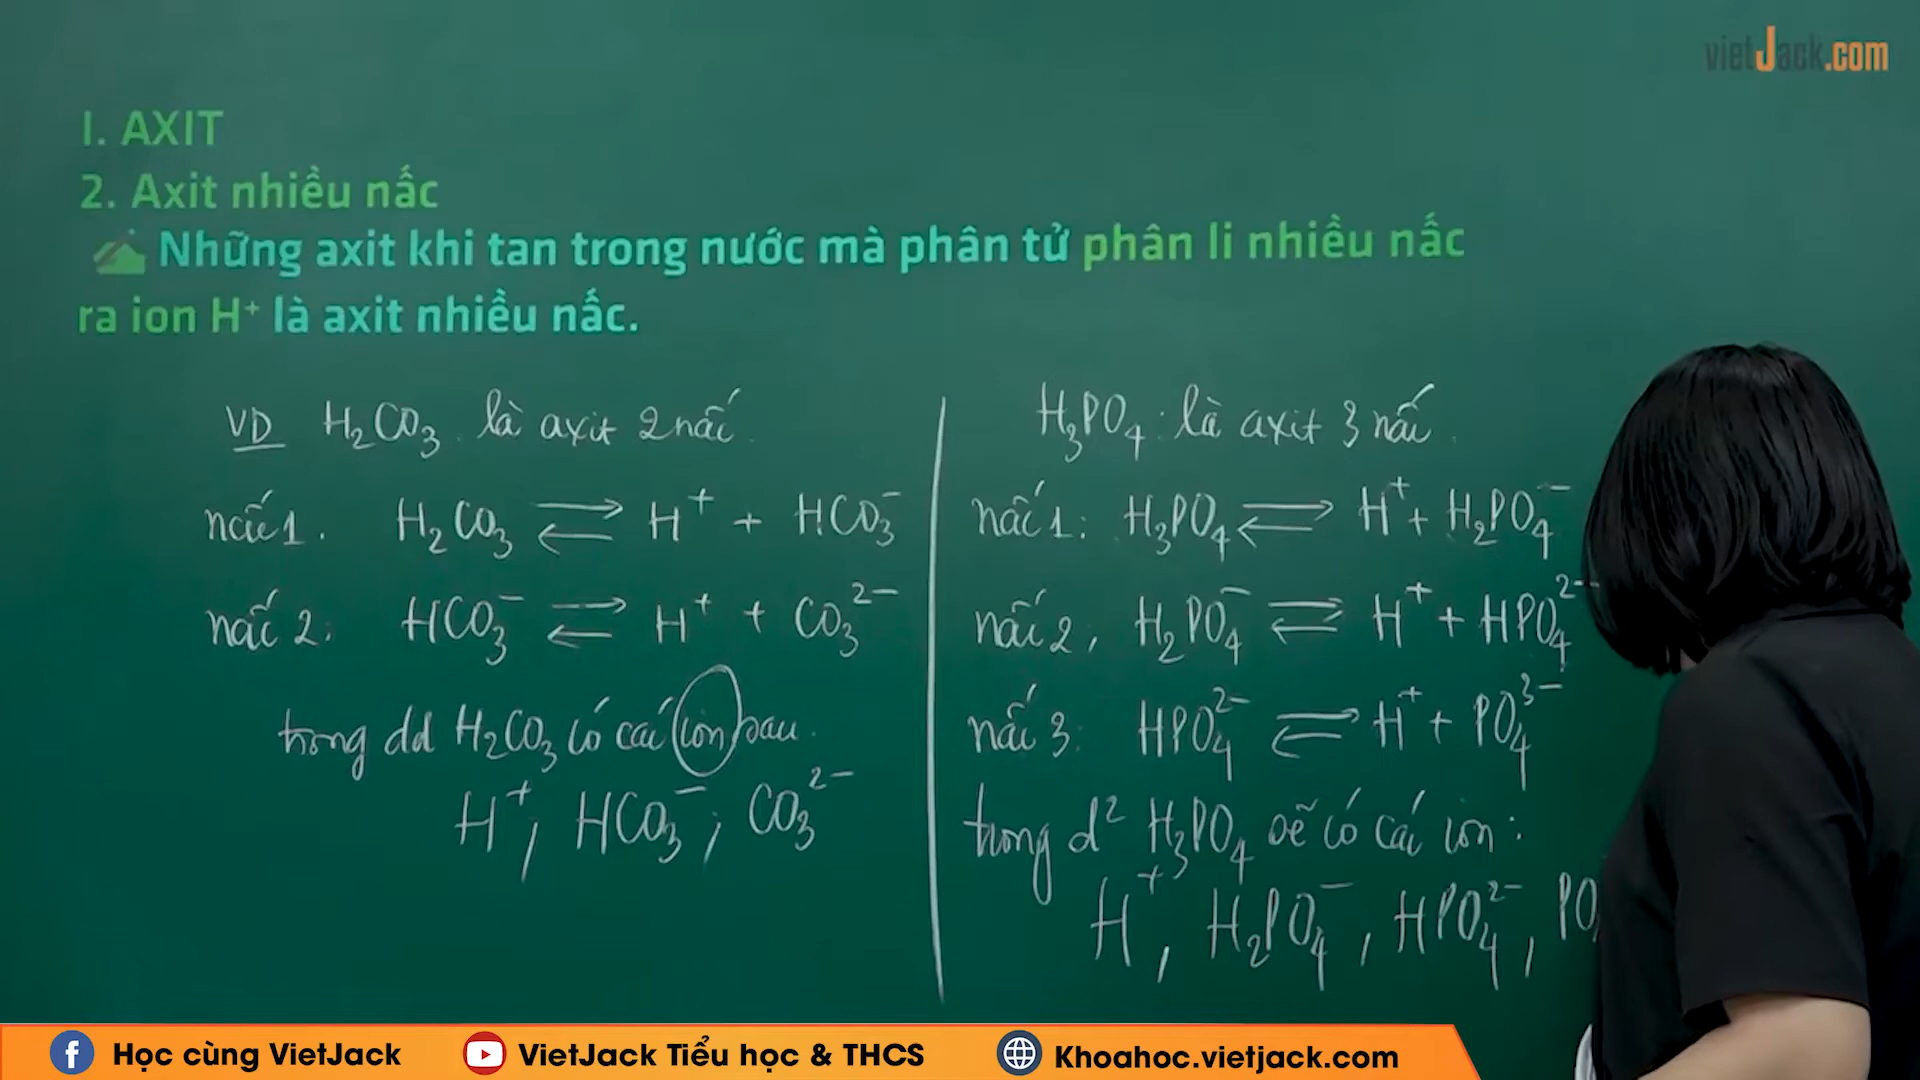 vietJack.com
I. AXIT
2. Axit nhiều nấc
Những axit khi tan trong nước mà phân tử phân li nhiều nấc
ra ion H⁺ là axit nhiều nấc.
VD H₂CO₃ là axit 2 nấc
nấc 1. H₂CO₃ ⇌ H⁺ + HCO₃⁻
nấc 2: HCO₃⁻ ⇌ H⁺ + CO₃²⁻
trong dd H₂CO₃ có các ion sau.
H⁺; HCO₃⁻; CO₃²⁻
H₃PO₄: là axit 3 nấc.
nấc 1: H₃PO₄ ⇌ H⁺ + H₂PO₄⁻
nấc 2, H₂PO₄⁻ ⇌ H⁺ + HPO₄²⁻
nấc 3: HPO₄²⁻ ⇌ H⁺ + PO₄³⁻
trong d² H₃PO₄ sẽ có các ion:
H⁺, H₂PO₄⁻, HPO₄²⁻, PO
Học cùng VietJack
VietJack Tiểu học & THCS
Khoahoc.vietjack.com